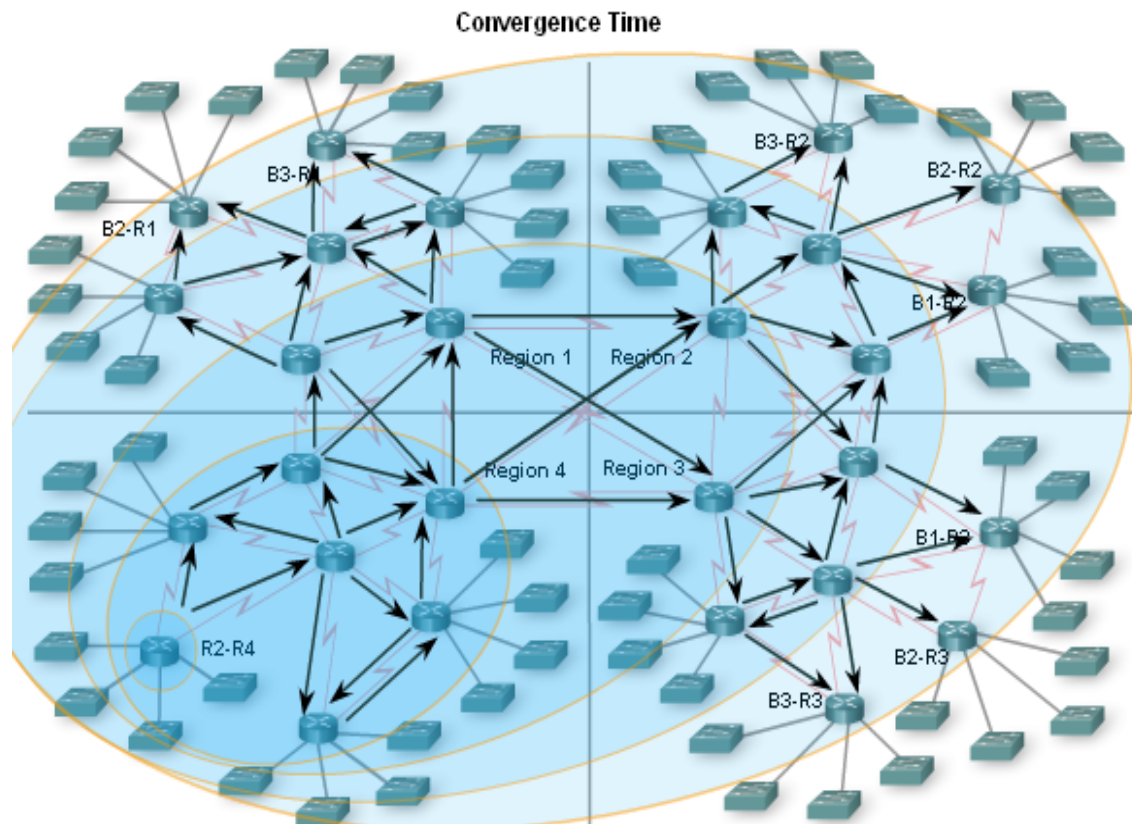 Convergence Time
B3-R1
B3-R2
B2-R2
B2-R1
B1-R2
Region 1
Region 2
Region 4
Region 3
B1-R3
R2-R4
B2-R3
B3-R3